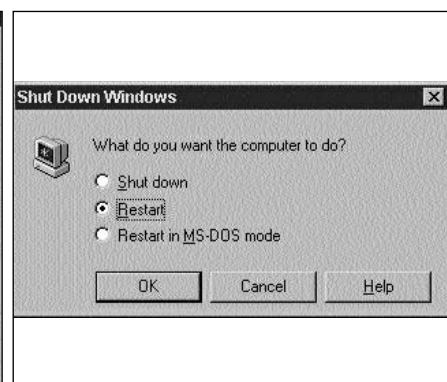 Shut Down Windows
What do you want the computer to do?
Shut down
Restart
Restart in MS-DOS mode
OK Cancel Help